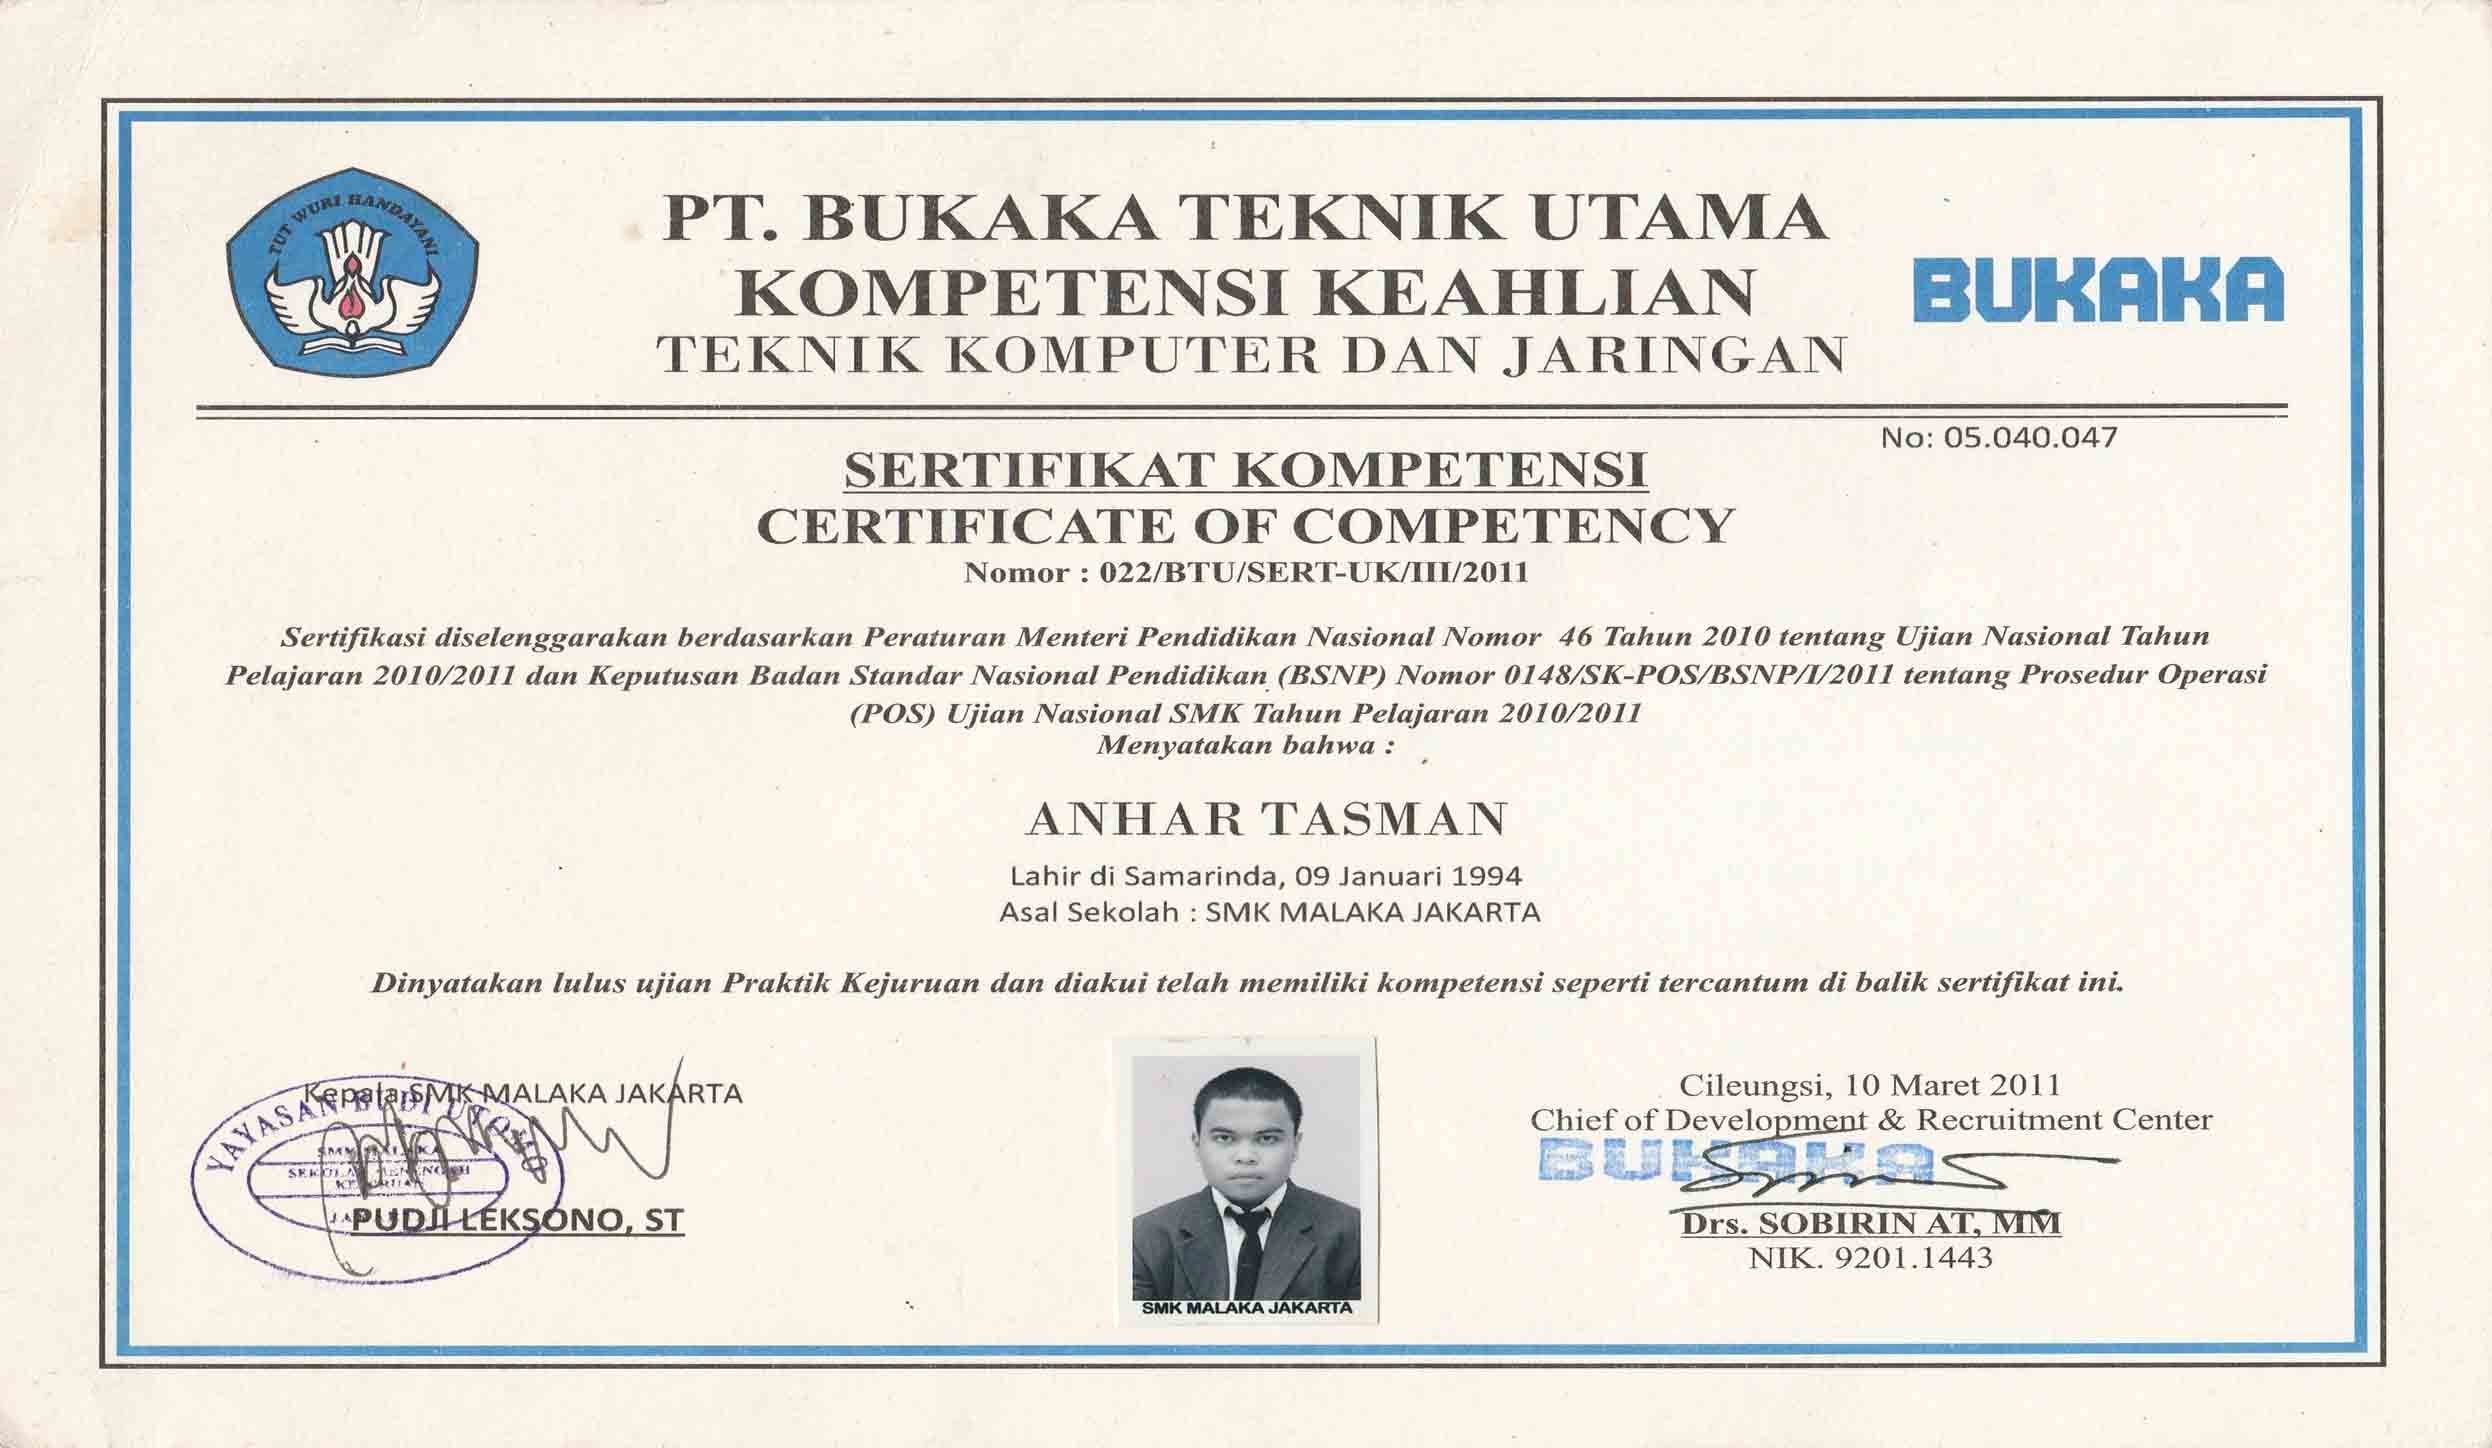 TUT WURI HANDAYANI
PT. BUKAKA TEKNIK UTAMA
KOMPETENSI KEAHLIAN
TEKNIK KOMPUTER DAN JARINGAN
BUKAKA
No: 05.040.047
SERTIFIKAT KOMPETENSI
CERTIFICATE OF COMPETENCY
Nomor : 022/BTU/SERT-UK/III/2011
Sertifikasi diselenggarakan berdasarkan Peraturan Menteri Pendidikan Nasional Nomor 46 Tahun 2010 tentang Ujian Nasional Tahun
Pelajaran 2010/2011 dan Keputusan Badan Standar Nasional Pendidikan (BSNP) Nomor 0148/SK-POS/BSNP/I/2011 tentang Prosedur Operasi
(POS) Ujian Nasional SMK Tahun Pelajaran 2010/2011
Menyatakan bahwa :
ANHAR TASMAN
Lahir di Samarinda, 09 Januari 1994
Asal Sekolah : SMK MALAKA JAKARTA
Dinyatakan lulus ujian Praktik Kejuruan dan diakui telah memiliki kompetensi seperti tercantum di balik sertifikat ini.
Kepala SMK MALAKA JAKARTA
YAYASAN BUDI UTOMO
SMK MALAKA
SEKOLAH MENENGAH
KEJURUAN
PUDJI LEKSONO, ST
SMK MALAKA JAKARTA
Cileungsi, 10 Maret 2011
Chief of Development & Recruitment Center
BUKAKA
Drs. SOBIRIN AT, MM
NIK. 9201.1443